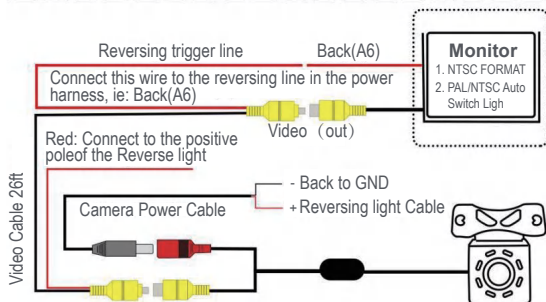 Reversing trigger line
Back(A6)
Connect this wire to the reversing line in the power
harness, ie: Back(A6)
Monitor
1. NTSC FORMAT
2. PAL/NTSC Auto
Switch Ligh
Video （out）
Red: Connect to the positive
poleof the Reverse light
- Back to GND
+Reversing light Cable
Camera Power Cable
Video Cable 26ft